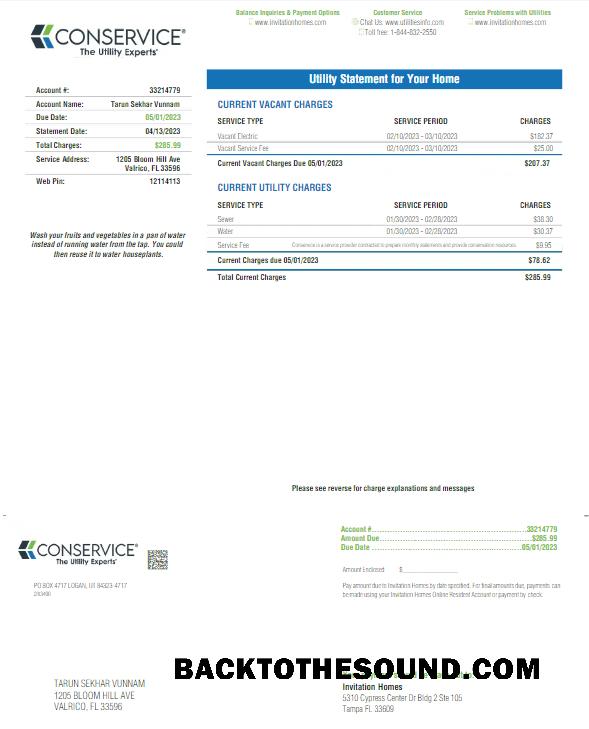 Balance Inquiries & Payment Options
www.invitationhomes.com
Customer Service
Chat Us: www.utilitiesinfo.com
Toll free: 1-844-832-2550
Service Problems with Utilities
www.invitationhomes.com
CONSERVICE®
The Utility Experts®
Account #: 33214779
Account Name: Tarun Sekhar Vunnam
Due Date: 05/01/2023
Statement Date: 04/13/2023
Total Charges: $285.99
Service Address: 1205 Bloom Hill Ave
Valrico, FL 33596
Web Pin: 12114113
Wash your fruits and vegetables in a pan of water
instead of running water from the tap. You could
then reuse it to water houseplants.
Utility Statement for Your Home
CURRENT VACANT CHARGES
SERVICE TYPE SERVICE PERIOD CHARGES
Vacant Electric 02/10/2023 - 03/10/2023 $182.37
Vacant Service Fee 02/10/2023 - 03/10/2023 $25.00
Current Vacant Charges Due 05/01/2023 $207.37
CURRENT UTILITY CHARGES
SERVICE TYPE SERVICE PERIOD CHARGES
Sewer 01/30/2023 - 02/28/2023 $38.30
Water 01/30/2023 - 02/28/2023 $30.37
Service Fee Conservice is a service provider contracted to prepare monthly statements and provide conservation resources. $9.95
Current Charges due 05/01/2023 $78.62
Total Current Charges $285.99
Please see reverse for charge explanations and messages
CONSERVICE®
The Utility Experts®
PO BOX 4717 LOGAN, UT 84323-4717
Account # 33214779
Amount Due $285.99
Due Date 05/01/2023
Amount Enclosed $
Pay amount due to Invitation Homes by date specified. For final amounts due, payments can
be made using your Invitation Homes Online Resident Account or payment by check.
BACKTOTHESOUND.COM
TARUN SEKHAR VUNNAM
1205 BLOOM HILL AVE
VALRICO, FL 33596
Invitation Homes
5310 Cypress Center Dr Bldg 2 Ste 105
Tampa FL 33609